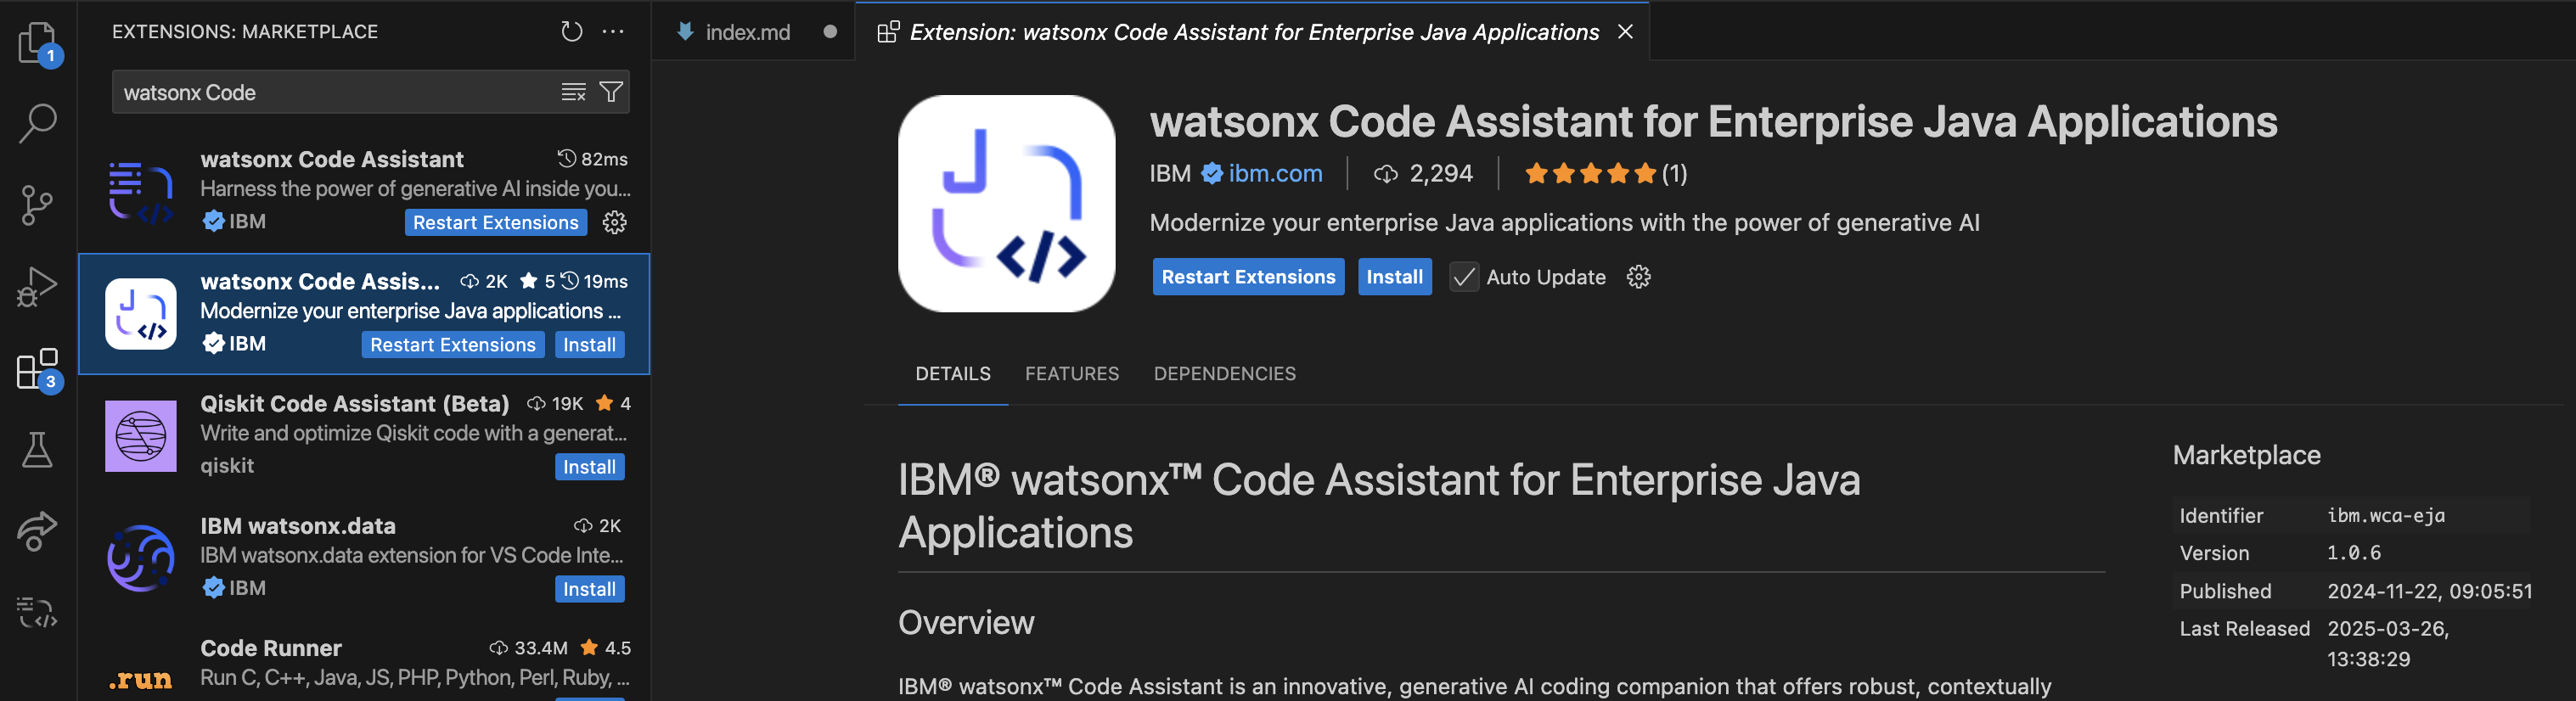 1
3
EXTENSIONS: MARKETPLACE
watsonx Code
watsonx Code Assistant 82ms
Harness the power of generative AI inside you...
IBM Restart Extensions
watsonx Code Assis... 2K 5 19ms
Modernize your enterprise Java applications ...
IBM Restart Extensions Install
Qiskit Code Assistant (Beta) 19K 4
Write and optimize Qiskit code with a generat...
qiskit Install
IBM watsonx.data 2K
IBM watsonx.data extension for VS Code Inte...
IBM Install
Code Runner 33.4M 4.5
.run
Run C, C++, Java, JS, PHP, Python, Perl, Ruby, ...
index.md
Extension: watsonx Code Assistant for Enterprise Java Applications
watsonx Code Assistant for Enterprise Java Applications
IBM ibm.com 2,294 (1)
Modernize your enterprise Java applications with the power of generative AI
Restart Extensions Install Auto Update
DETAILS FEATURES DEPENDENCIES
IBM® watsonx™ Code Assistant for Enterprise Java
Applications
Overview
IBM® watsonx™ Code Assistant is an innovative, generative AI coding companion that offers robust, contextually
Marketplace
Identifier ibm.wca-eja
Version 1.0.6
Published 2024-11-22, 09:05:51
Last Released 2025-03-26,
13:38:29